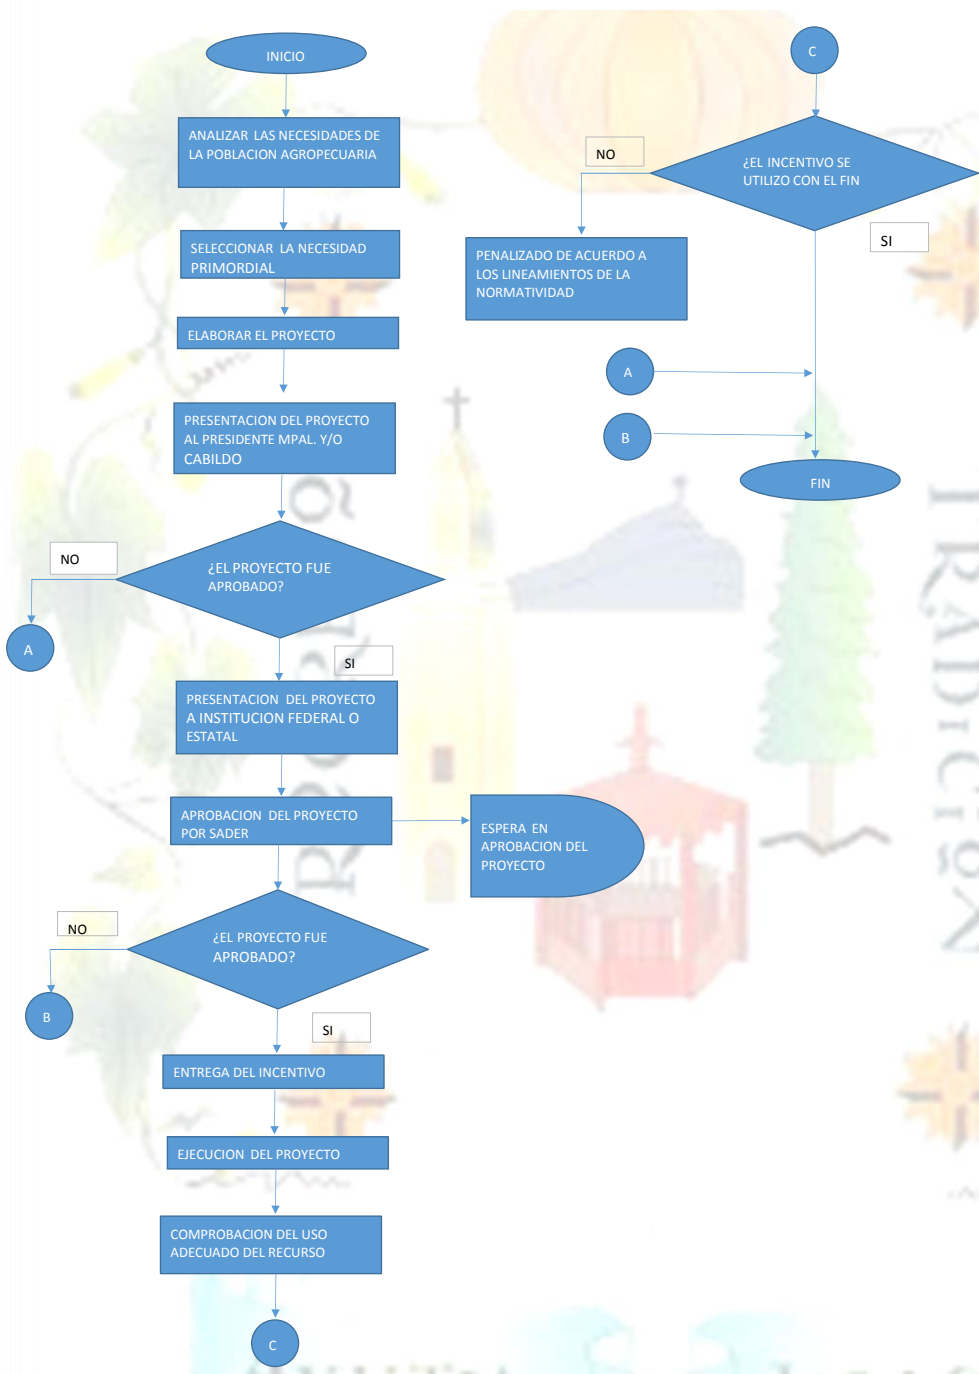 INICIO
ANALIZAR LAS NECESIDADES DE
LA POBLACION AGROPECUARIA
SELECCIONAR LA NECESIDAD
PRIMORDIAL
ELABORAR EL PROYECTO
PRESENTACION DEL PROYECTO
AL PRESIDENTE MPAL. Y/O
CABILDO
¿EL PROYECTO FUE
APROBADO?
NO
A
SI
PRESENTACION DEL PROYECTO
A INSTITUCION FEDERAL O
ESTATAL
APROBACION DEL PROYECTO
POR SADER
ESPERA EN
APROBACION DEL
PROYECTO
¿EL PROYECTO FUE
APROBADO?
NO
B
SI
ENTREGA DEL INCENTIVO
EJECUCION DEL PROYECTO
COMPROBACION DEL USO
ADECUADO DEL RECURSO
C
C
¿EL INCENTIVO SE
UTILIZO CON EL FIN
NO
SI
PENALIZADO DE ACUERDO A
LOS LINEAMIENTOS DE LA
NORMATIVIDAD
A
B
FIN
TRADICIÓN